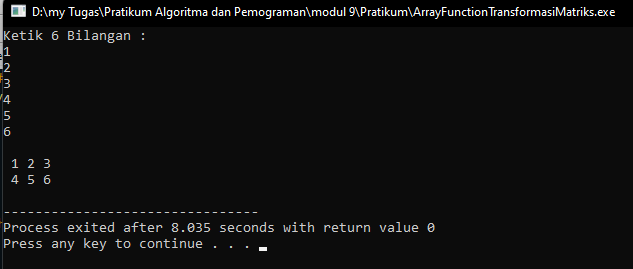 D:\my Tugas\Pratikum Algoritma dan Pemograman\modul 9\Pratikum\ArrayFunctionTransformasiMatriks.exe
Ketik 6 Bilangan :
1
2
3
4
5
6
1 2 3
4 5 6
--------------------------------
Process exited after 8.035 seconds with return value 0
Press any key to continue . . .